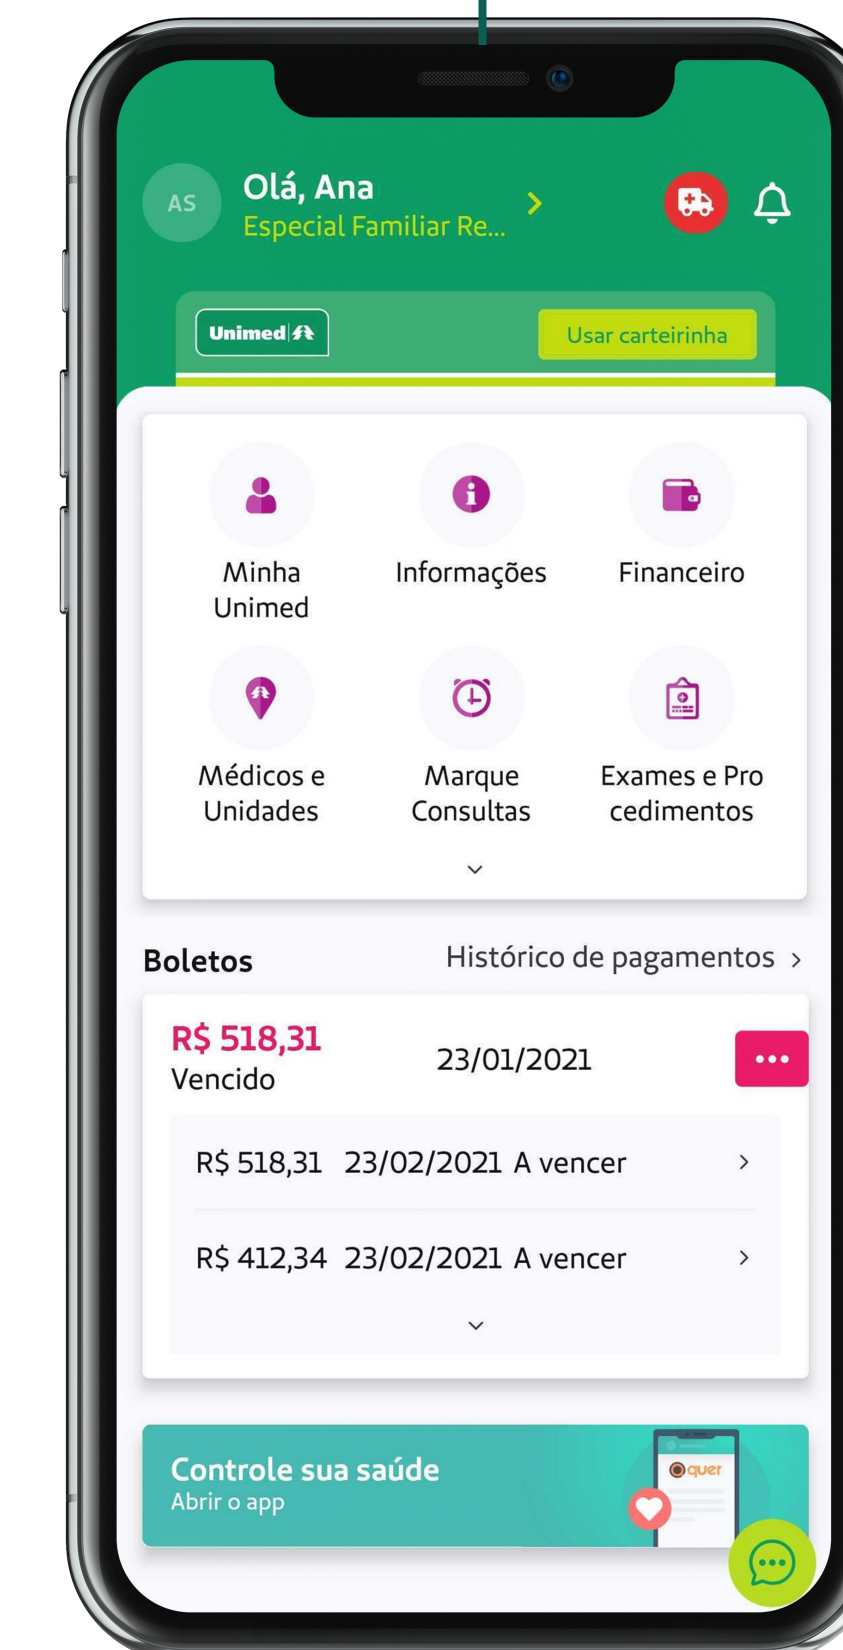 AS
Olá, Ana
Especial Familiar Re...
Unimed
Usar carteirinha
Minha
Unimed
Informações
Financeiro
Médicos e
Unidades
Marque
Consultas
Exames e Pro
cedimentos
Boletos
Histórico de pagamentos
R$ 518,31
Vencido
23/01/2021
R$ 518,31 23/02/2021 A vencer
R$ 412,34 23/02/2021 A vencer
Controle sua saúde
Abrir o app
quer